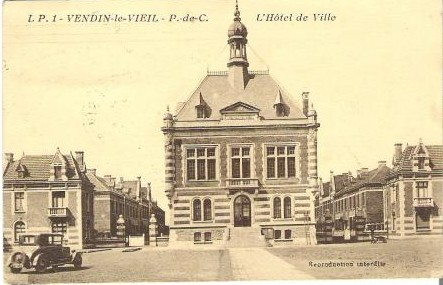 L P. 1 - VENDIN-le-VIEIL - P.-de-C. L'Hôtel de Ville
Reproduction interdite